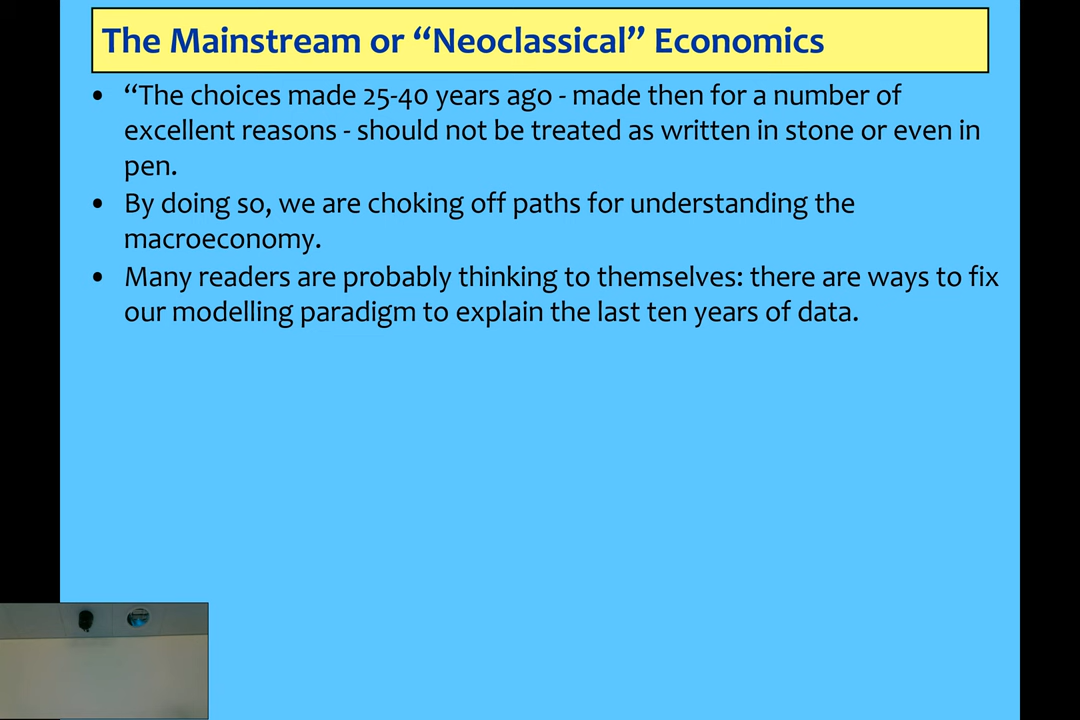 The Mainstream or “Neoclassical” Economics
• “The choices made 25-40 years ago - made then for a number of
excellent reasons - should not be treated as written in stone or even in
pen.
• By doing so, we are choking off paths for understanding the
macroeconomy.
• Many readers are probably thinking to themselves: there are ways to fix
our modelling paradigm to explain the last ten years of data.